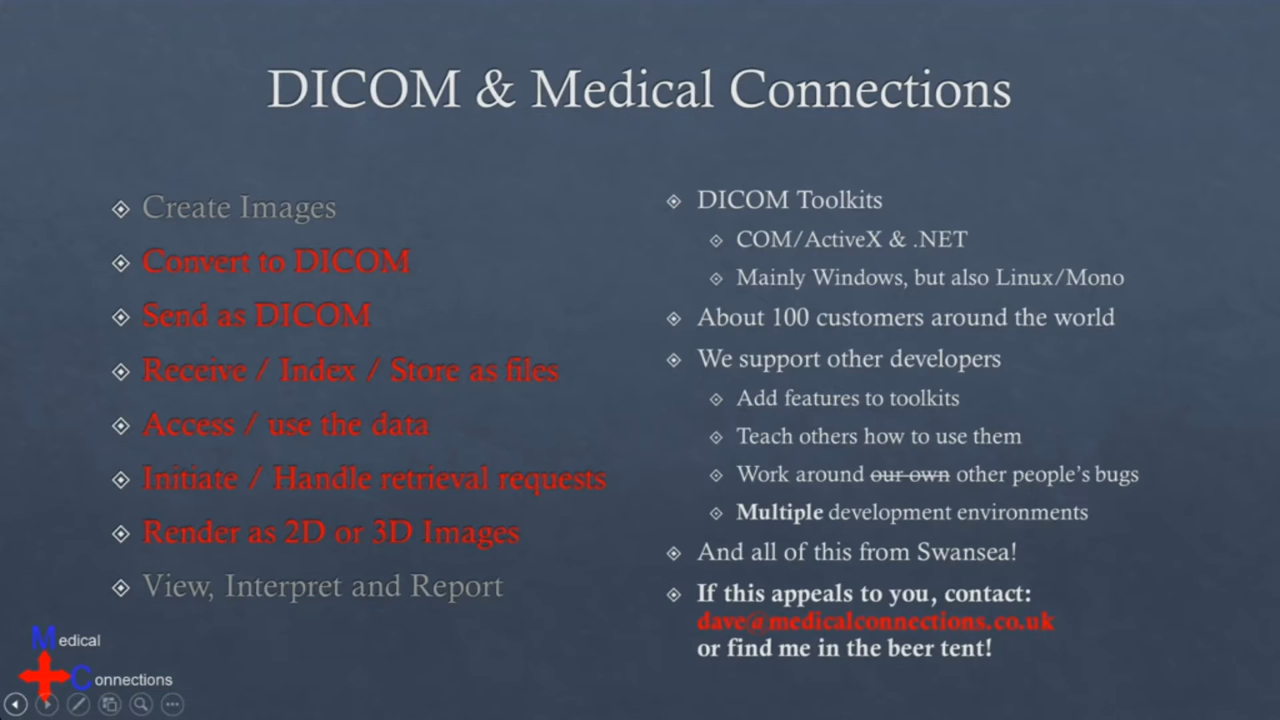 DICOM & Medical Connections
Create Images
Convert to DICOM
Send as DICOM
Receive / Index / Store as files
Access / use the data
Initiate / Handle retrieval requests
Render as 2D or 3D Images
View, Interpret and Report
DICOM Toolkits
COM/ActiveX & .NET
Mainly Windows, but also Linux/Mono
About 100 customers around the world
We support other developers
Add features to toolkits
Teach others how to use them
Work around our own other people's bugs
Multiple development environments
And all of this from Swansea!
If this appeals to you, contact:
dave@medicalconnections.co.uk
or find me in the beer tent!
Medical
Connections